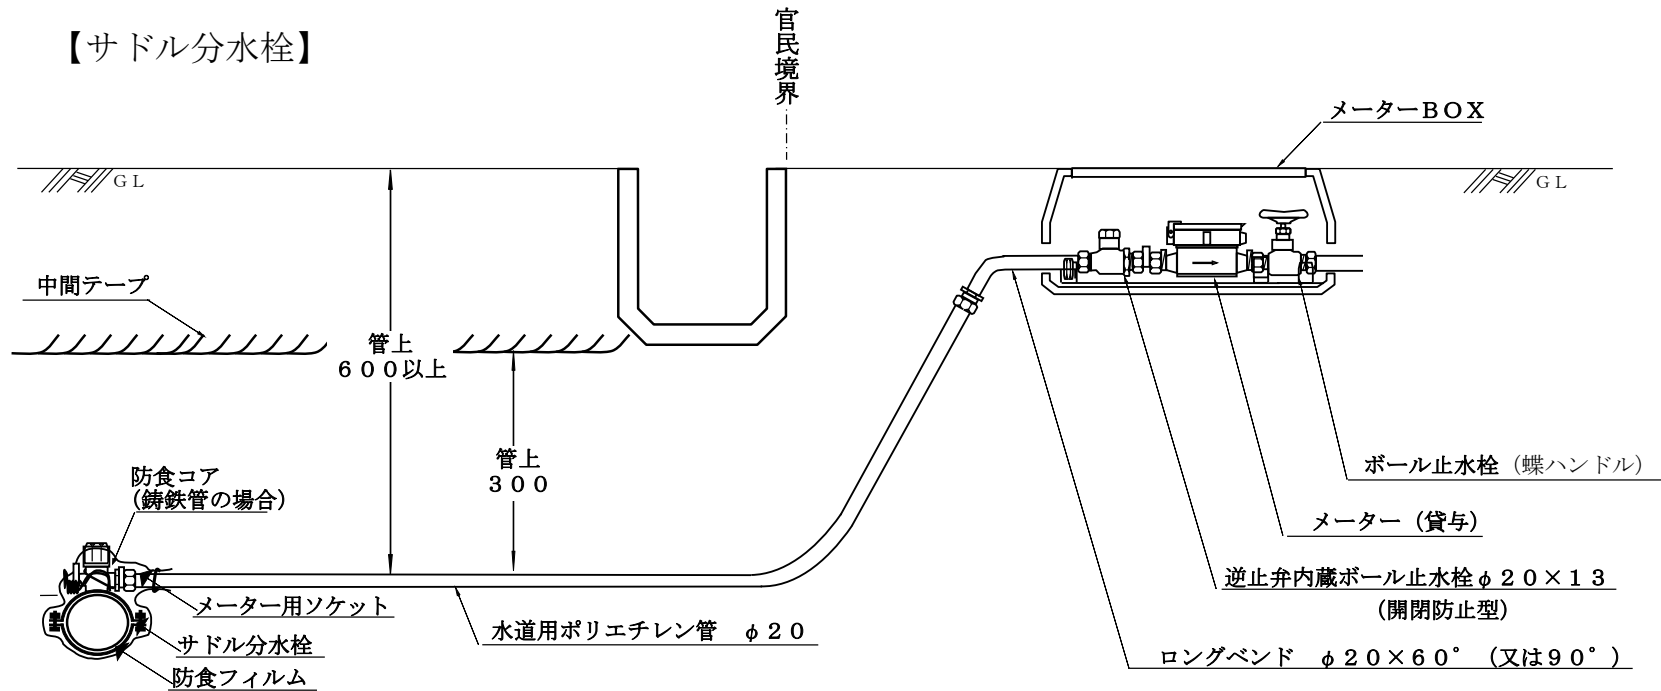 【サドル分水栓】
官民境界
メーターＢＯＸ
ＧＬ
ＧＬ
中間テープ
管上
６００以上
管上
３００
防食コア
(鋳鉄管の場合)
ボール止水栓（蝶ハンドル）
メーター（貸与）
逆止弁内蔵ボール止水栓φ２０×１３
(開閉防止型)
メーター用ソケット
水道用ポリエチレン管　φ２０
サドル分水栓
ロングベンド　φ２０×６０°（又は９０°）
防食フィルム